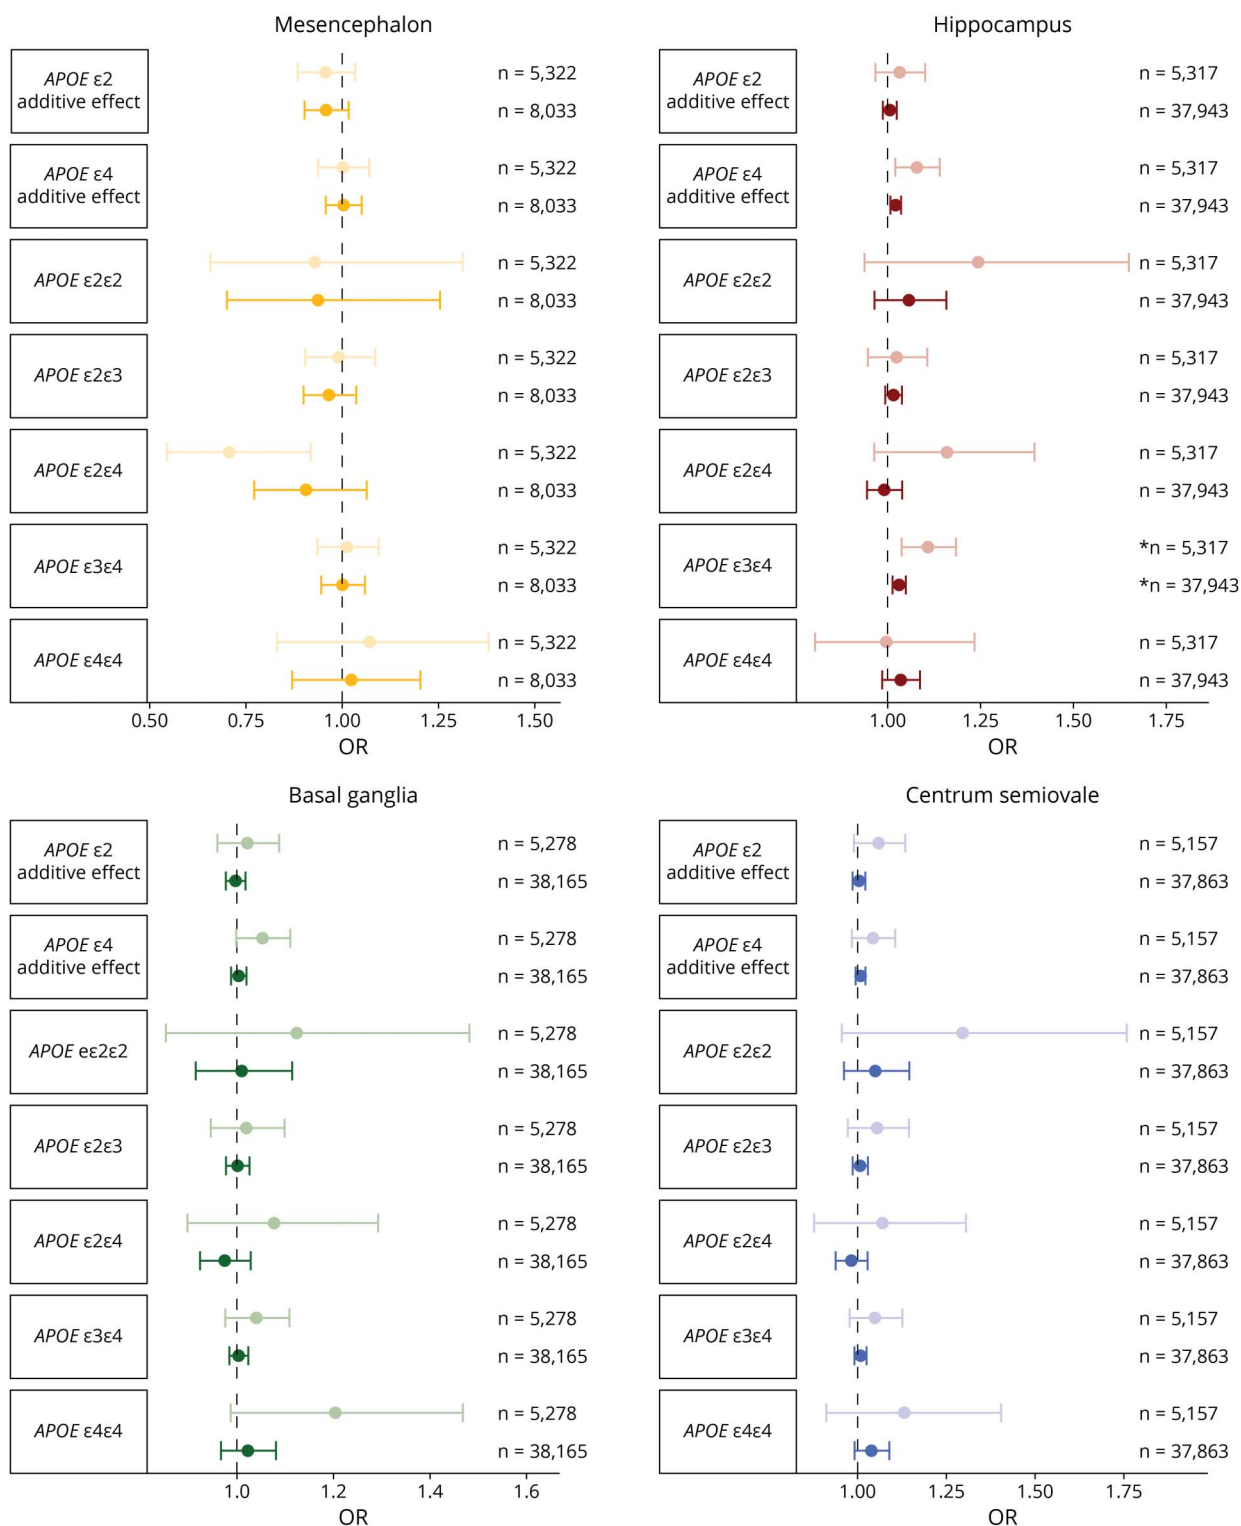 Mesencephalon
APOE ε2
additive effect
n = 5,322
n = 8,033
APOE ε4
additive effect
n = 5,322
n = 8,033
APOE ε2ε2
n = 5,322
n = 8,033
APOE ε2ε3
n = 5,322
n = 8,033
APOE ε2ε4
n = 5,322
n = 8,033
APOE ε3ε4
n = 5,322
n = 8,033
APOE ε4ε4
n = 5,322
n = 8,033
0.50 0.75 1.00 1.25 1.50
OR
Hippocampus
APOE ε2
additive effect
n = 5,317
n = 37,943
APOE ε4
additive effect
n = 5,317
n = 37,943
APOE ε2ε2
n = 5,317
n = 37,943
APOE ε2ε3
n = 5,317
n = 37,943
APOE ε2ε4
n = 5,317
n = 37,943
APOE ε3ε4
*n = 5,317
*n = 37,943
APOE ε4ε4
n = 5,317
n = 37,943
1.00 1.25 1.50 1.75
OR
Basal ganglia
APOE ε2
additive effect
n = 5,278
n = 38,165
APOE ε4
additive effect
n = 5,278
n = 38,165
APOE eε2ε2
n = 5,278
n = 38,165
APOE ε2ε3
n = 5,278
n = 38,165
APOE ε2ε4
n = 5,278
n = 38,165
APOE ε3ε4
n = 5,278
n = 38,165
APOE ε4ε4
n = 5,278
n = 38,165
1.0 1.2 1.4 1.6
OR
Centrum semiovale
APOE ε2
additive effect
n = 5,157
n = 37,863
APOE ε4
additive effect
n = 5,157
n = 37,863
APOE ε2ε2
n = 5,157
n = 37,863
APOE ε2ε3
n = 5,157
n = 37,863
APOE ε2ε4
n = 5,157
n = 37,863
APOE ε3ε4
n = 5,157
n = 37,863
APOE ε4ε4
n = 5,157
n = 37,863
1.00 1.25 1.50 1.75
OR